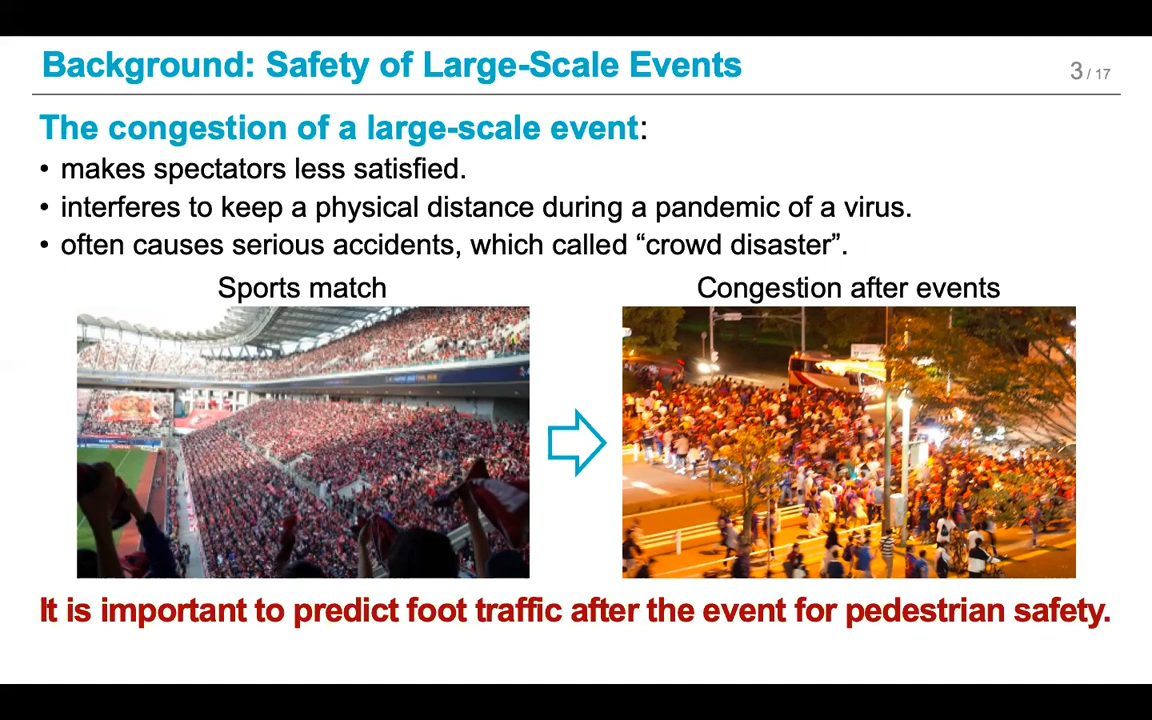 Background: Safety of Large-Scale Events
3 / 17
The congestion of a large-scale event:
• makes spectators less satisfied.
• interferes to keep a physical distance during a pandemic of a virus.
• often causes serious accidents, which called “crowd disaster”.
Sports match
Congestion after events
It is important to predict foot traffic after the event for pedestrian safety.